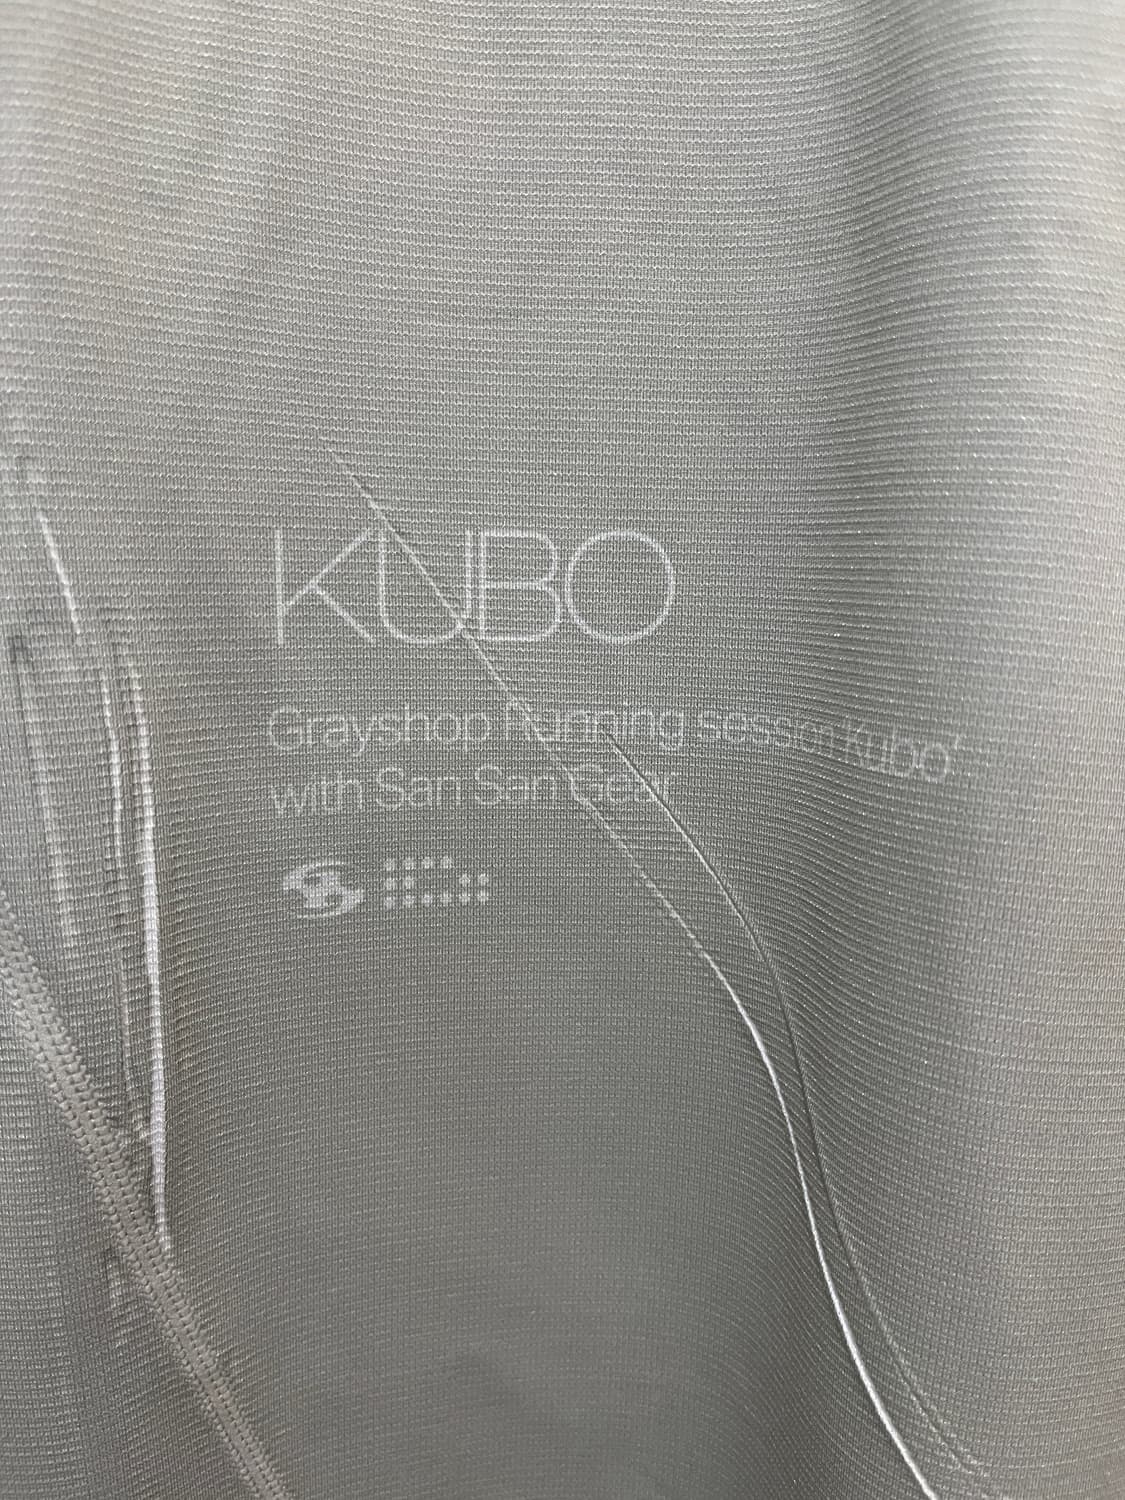 KUBO
Grayshop Running session Kubo'
with San San Gear